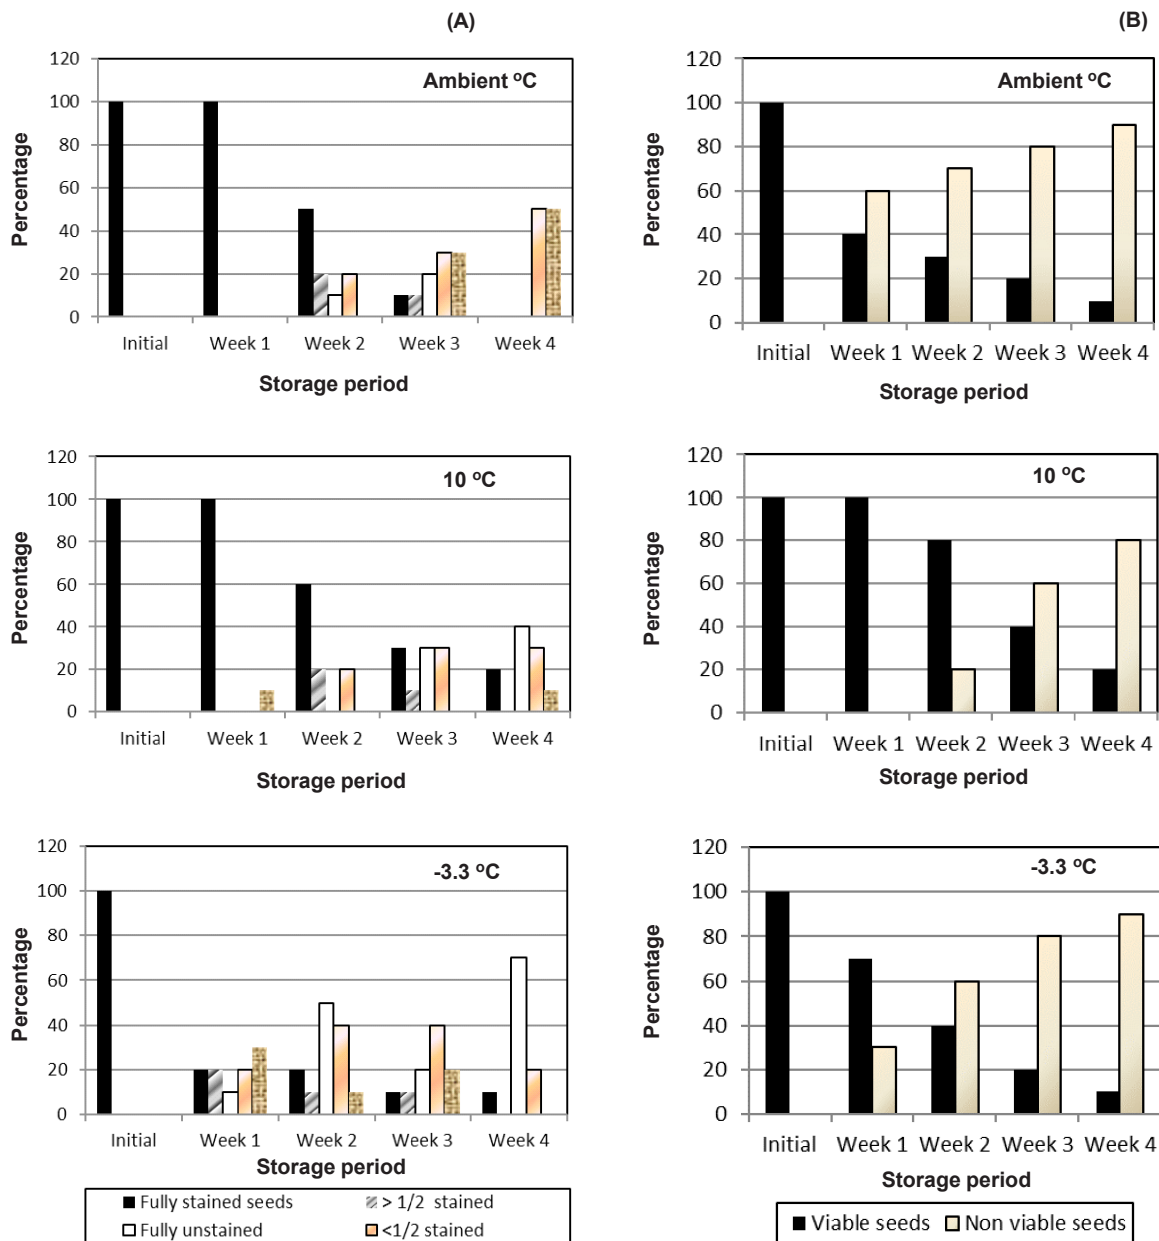 (A)
(B)
Ambient °C
120
100
80
60
40
20
0
Percentage
Initial Week 1 Week 2 Week 3 Week 4
Storage period
Ambient °C
120
100
80
60
40
20
0
Percentage
Initial Week 1 Week 2 Week 3 Week 4
Storage period
10 °C
120
100
80
60
40
20
0
Percentage
Initial Week 1 Week 2 Week 3 Week 4
Storage period
10 °C
120
100
80
60
40
20
0
Percentage
Initial Week 1 Week 2 Week 3 Week 4
Storage period
-3.3 °C
120
100
80
60
40
20
0
Percentage
Initial Week 1 Week 2 Week 3 Week 4
Storage period
Fully stained seeds > 1/2 stained
Fully unstained <1/2 stained
-3.3 °C
120
100
80
60
40
20
0
Percentage
Initial Week 1 Week 2 Week 3 Week 4
Storage period
Viable seeds Non viable seeds